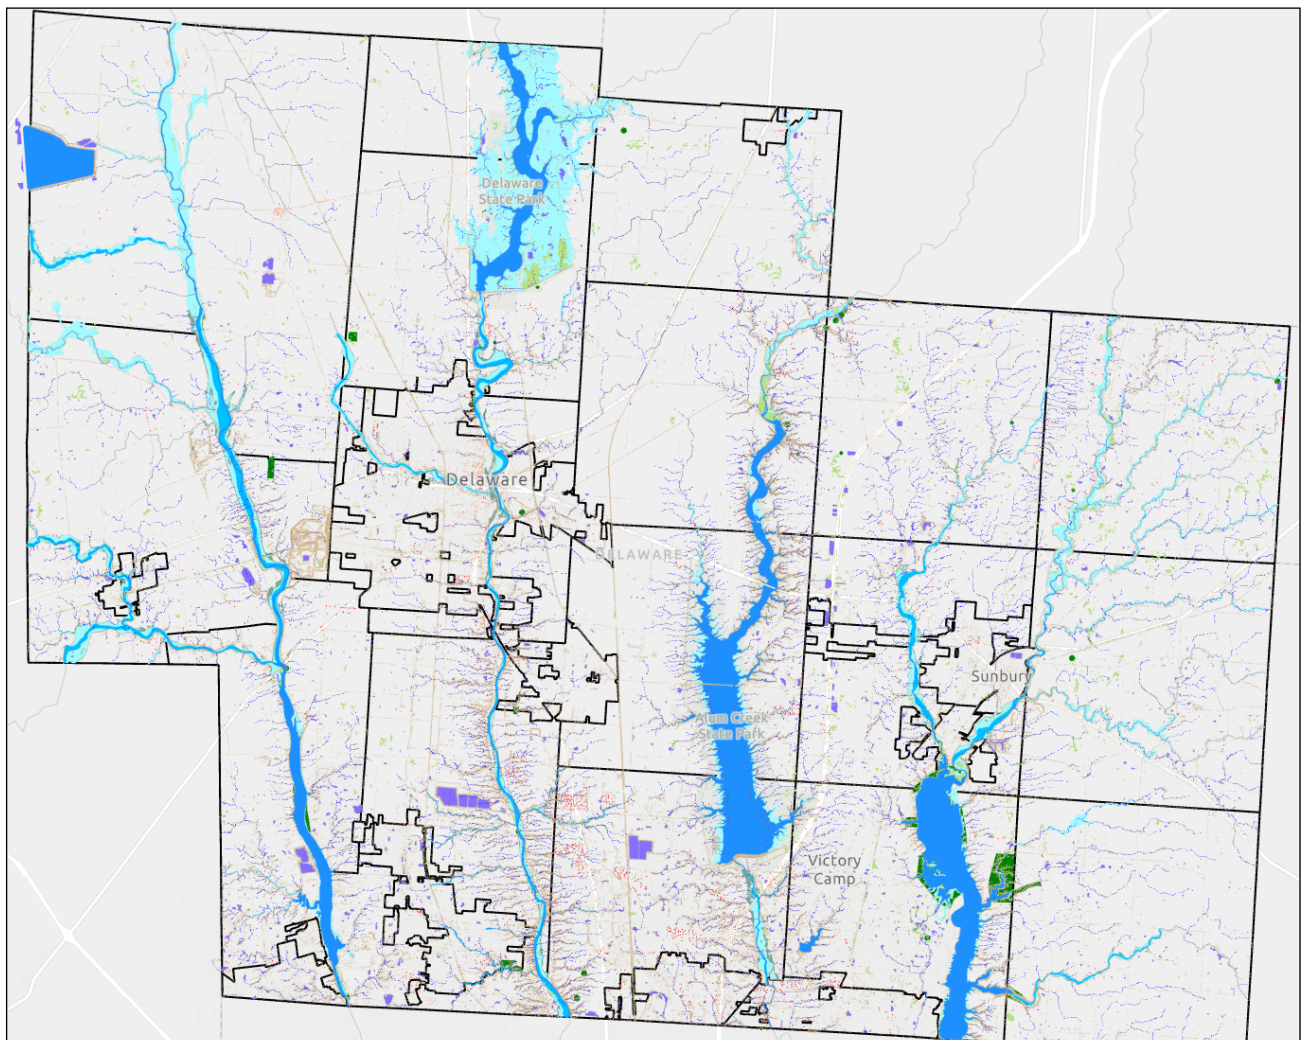 Delaware
State Park
Delaware
DELAWARE
Sunbury
Alum Creek
State Park
Victory
Camp